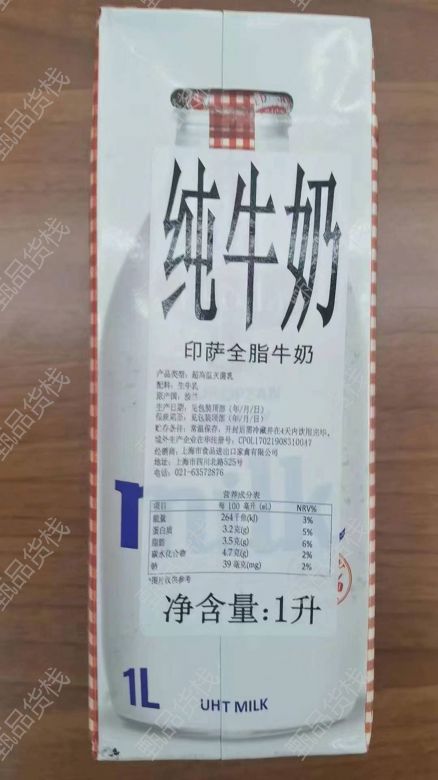 纯牛奶
印萨全脂牛奶
产品类型: 超高温灭菌乳
配料: 生牛乳
原产国: 波兰
生产日期: 见包装顶部 (年/月/日)
保质期至: 见包装顶部 (年/月/日)
贮存条件: 常温保存, 开封后需冷藏并在4天内饮用完毕。
境外生产企业在华注册号: CPOL17021908310047
经销商: 上海市食品进出口家禽有限公司
地址: 上海市四川北路525号
电话: 021-63572876
营养成分表
项目 每100毫升(mL) NRV%
能量 264千焦(kJ) 3%
蛋白质 3.2克(g) 5%
脂肪 3.5克(g) 6%
碳水化合物 4.7克(g) 2%
钠 39毫克(mg) 2%
*图片仅供参考
净含量:1升
1L
UHT MILK
甄品货栈